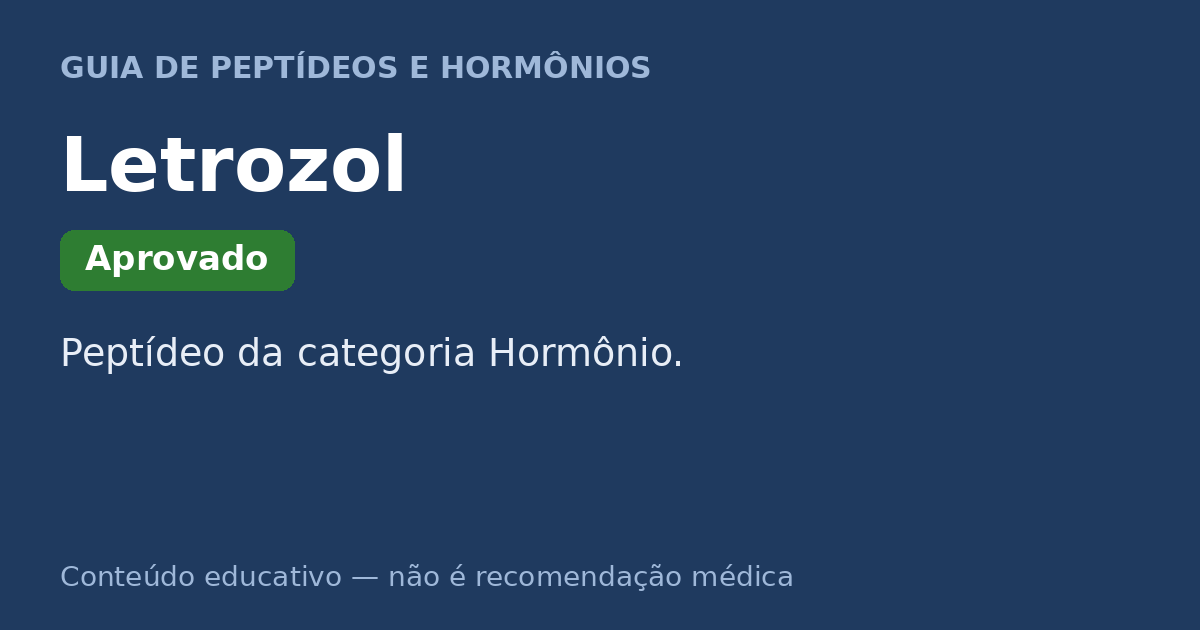 GUIA DE PEPTÍDEOS E HORMÔNIOS
Letrozol
Aprovado
Peptídeo da categoria Hormônio.
Conteúdo educativo — não é recomendação médica